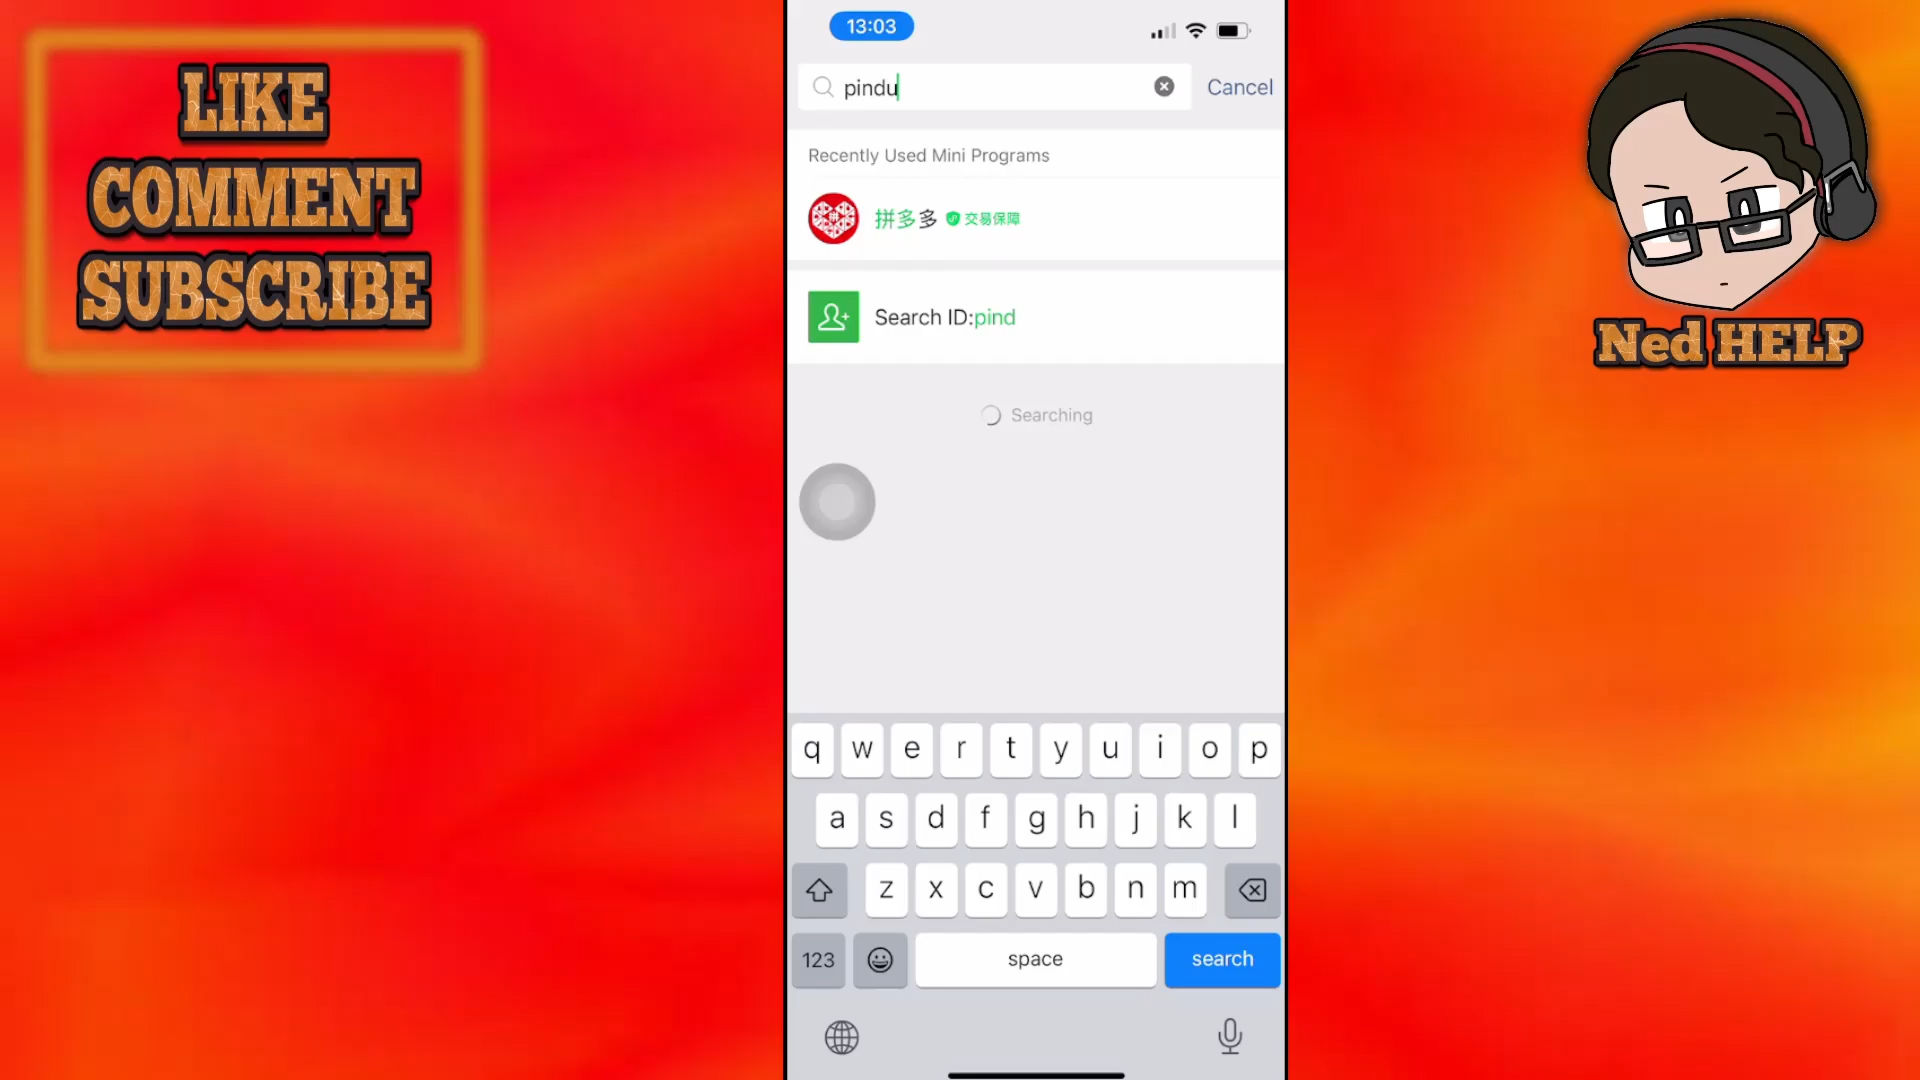 LIKE
COMMENT
SUBSCRIBE
13:03
pindu
Cancel
Recently Used Mini Programs
拼多多 交易保障
Search ID:pind
Searching
q w e r t y u i o p
a s d f g h j k l
z x c v b n m
123 space search
Ned HELP